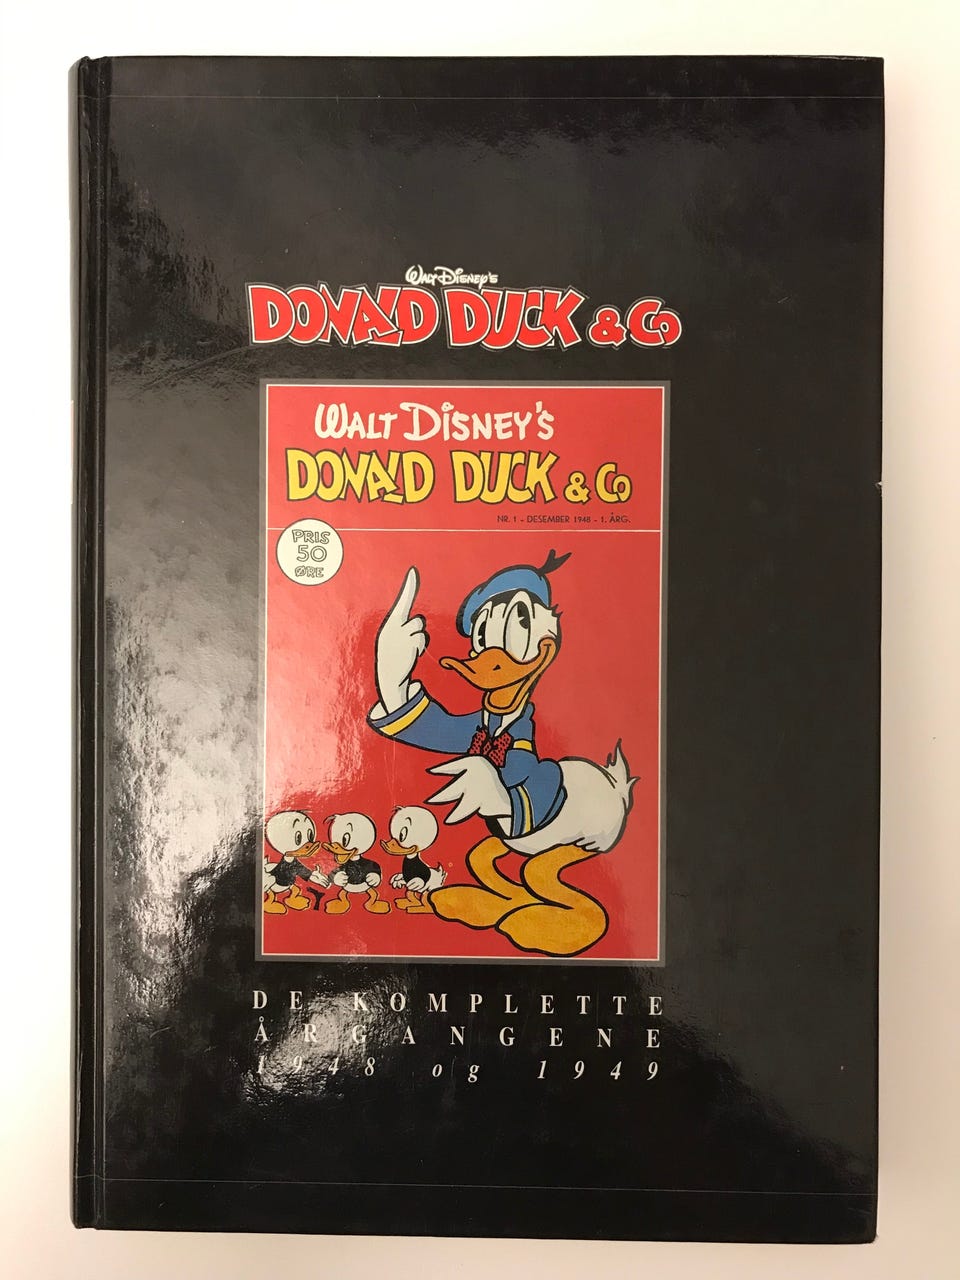 WALT DISNEY'S
DONALD DUCK & CO
WALT DISNEY'S
DONALD DUCK & CO
NR. 1 - DESEMBER 1948 - 1. ÅRG.
PRIS
50
ØRE
DE KOMPLETTE
ÅRGANGENE
1948 og 1949